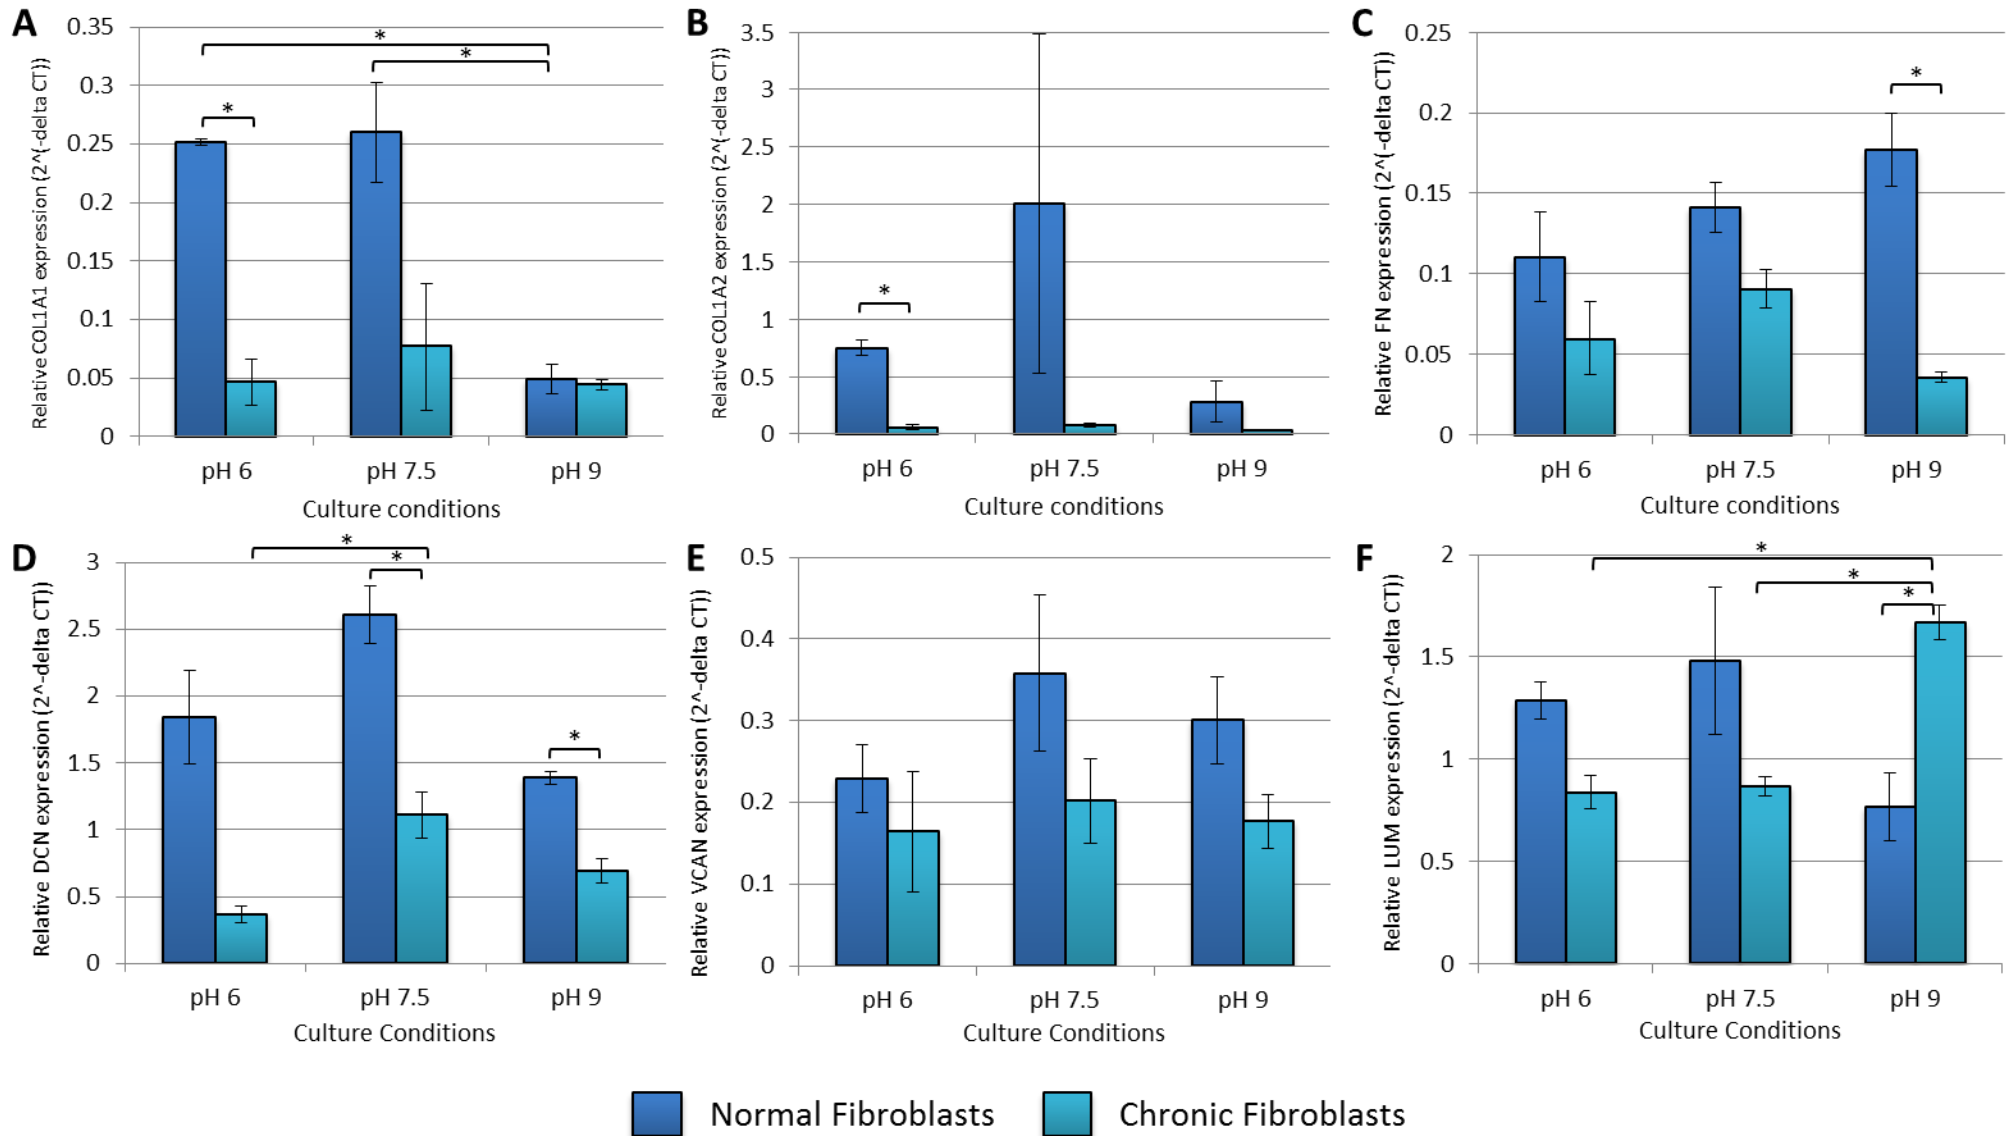 A
Relative COL1A1 expression (2^(-delta CT))
0.35
0.3
0.25
0.2
0.15
0.1
0.05
0
*
*
*
pH 6
pH 7.5
pH 9
Culture conditions
B
Relative COL1A2 expression (2^(-delta CT))
3.5
3
2.5
2
1.5
1
0.5
0
*
pH 6
pH 7.5
pH 9
Culture conditions
C
Relative FN expression (2^(-delta CT))
0.25
0.2
0.15
0.1
0.05
0
*
pH 6
pH 7.5
pH 9
Culture conditions
D
Relative DCN expression (2^-delta CT))
3
2.5
2
1.5
1
0.5
0
*
*
*
pH 6
pH 7.5
pH 9
Culture Conditions
E
Relative VCAN expression (2^-delta CT))
0.5
0.4
0.3
0.2
0.1
0
pH 6
pH 7.5
pH 9
Culture Conditions
F
Relative LUM expression (2^-delta CT))
2
1.5
1
0.5
0
*
*
*
pH 6
pH 7.5
pH 9
Culture Conditions
Normal Fibroblasts
Chronic Fibroblasts